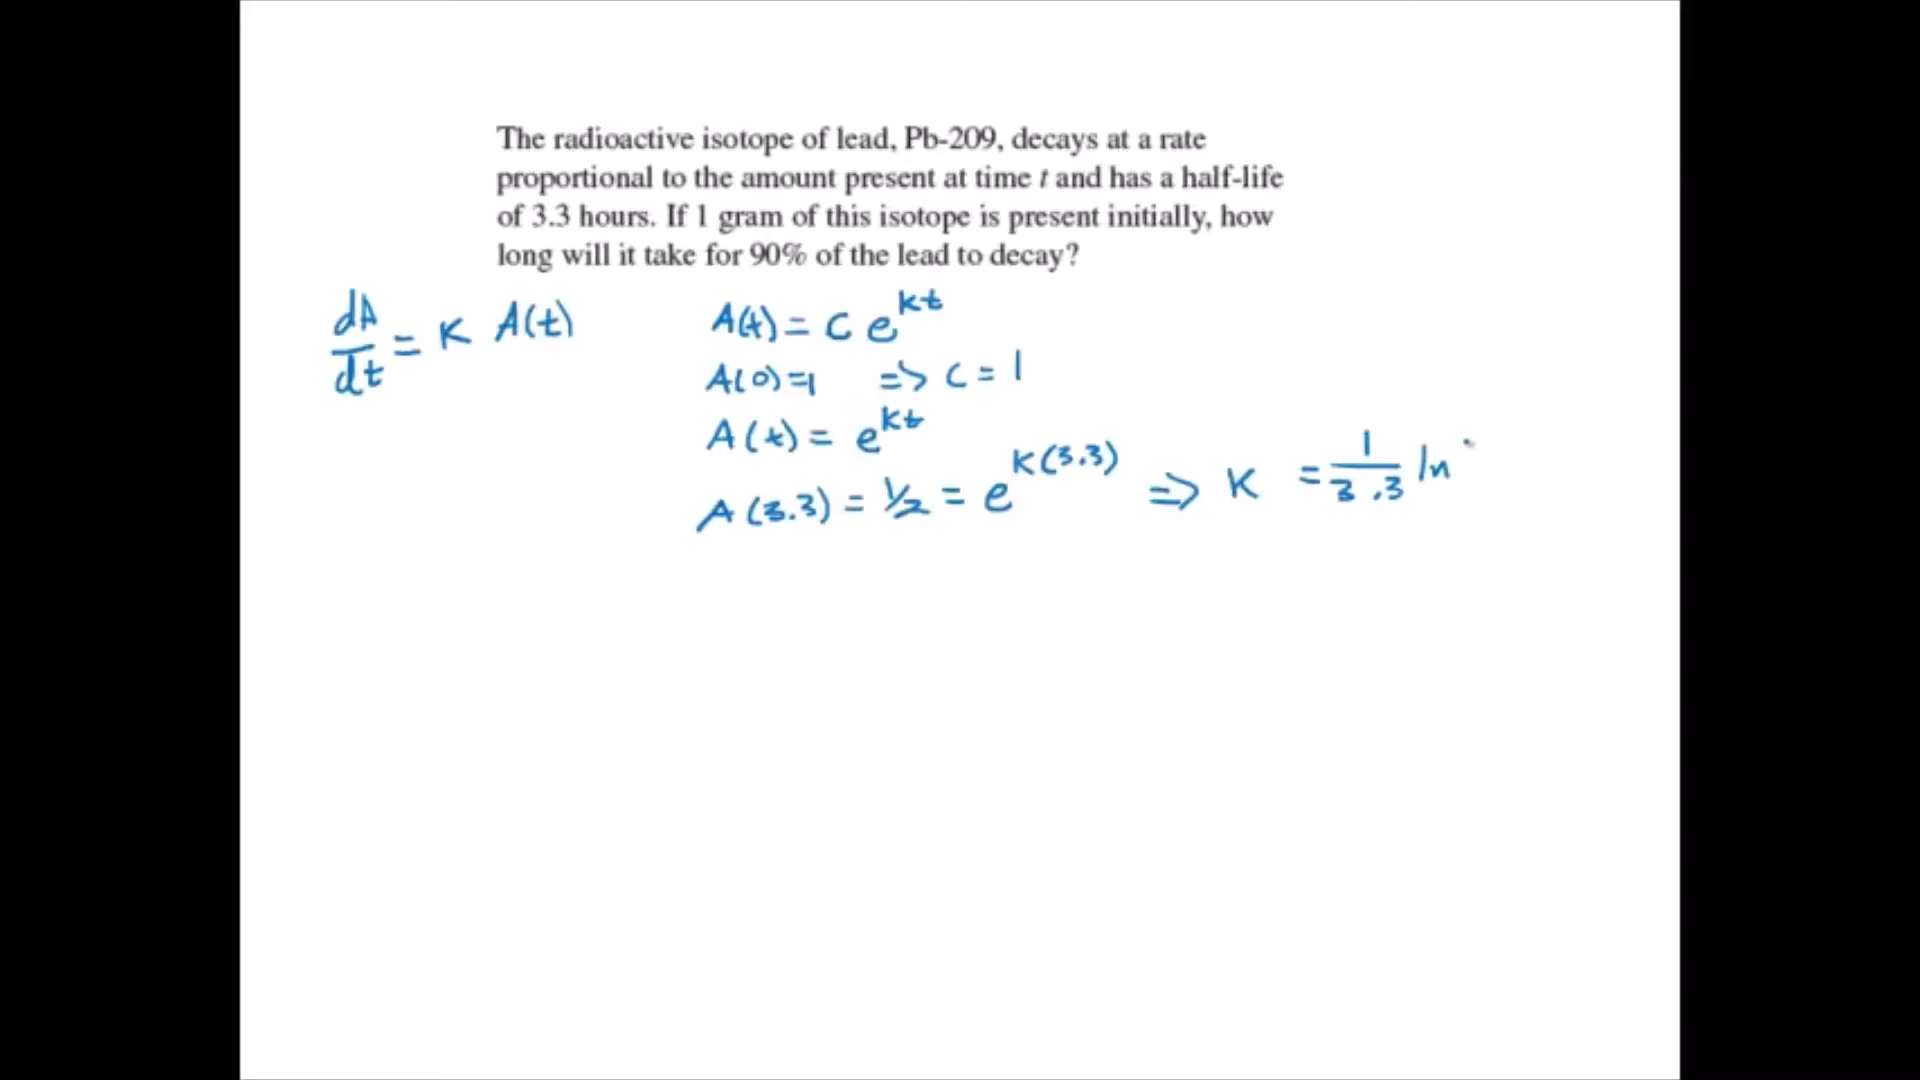 The radioactive isotope of lead, Pb-209, decays at a rate
proportional to the amount present at time t and has a half-life
of 3.3 hours. If 1 gram of this isotope is present initially, how
long will it take for 90% of the lead to decay?
dA/dt = K A(t)
A(t) = C e^kt
A(0)=1 => C = 1
A(t) = e^kt
A(3.3) = 1/2 = e^K(3.3) => K = 1/3.3 ln